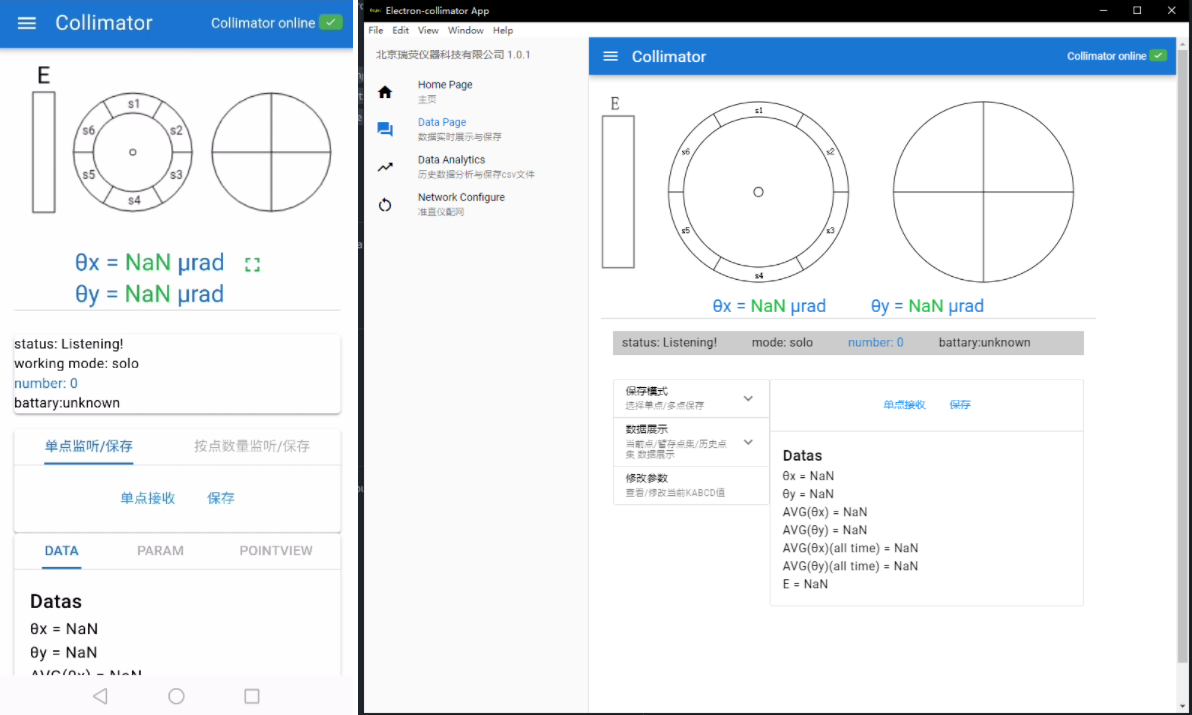 Collimator
Collimator online
E
s1
s2
s3
s4
s5
s6
θx = NaN μrad
θy = NaN μrad
status: Listening!
working mode: solo
number: 0
battary:unknown
单点监听/保存 按点数量监听/保存
单点接收 保存
DATA PARAM POINTVIEW
Datas
θx = NaN
θy = NaN
AVG(θx) = NaN
Electron-collimator App
File Edit View Window Help
北京瑞荧仪器科技有限公司 1.0.1
Home Page
主页
Data Page
数据实时展示与保存
Data Analytics
历史数据分析与保存csv文件
Network Configure
准直仪配网
Collimator
Collimator online
E
s1
s2
s3
s4
s5
s6
θx = NaN μrad θy = NaN μrad
status: Listening! mode: solo number: 0 battary:unknown
保存模式
选择单点/多点保存
数据展示
当前点/暂存点集/历史点
集 数据展示
修改参数
查看/修改当前KABCD值
单点接收 保存
Datas
θx = NaN
θy = NaN
AVG(θx) = NaN
AVG(θy) = NaN
AVG(θx)(all time) = NaN
AVG(θy)(all time) = NaN
E = NaN